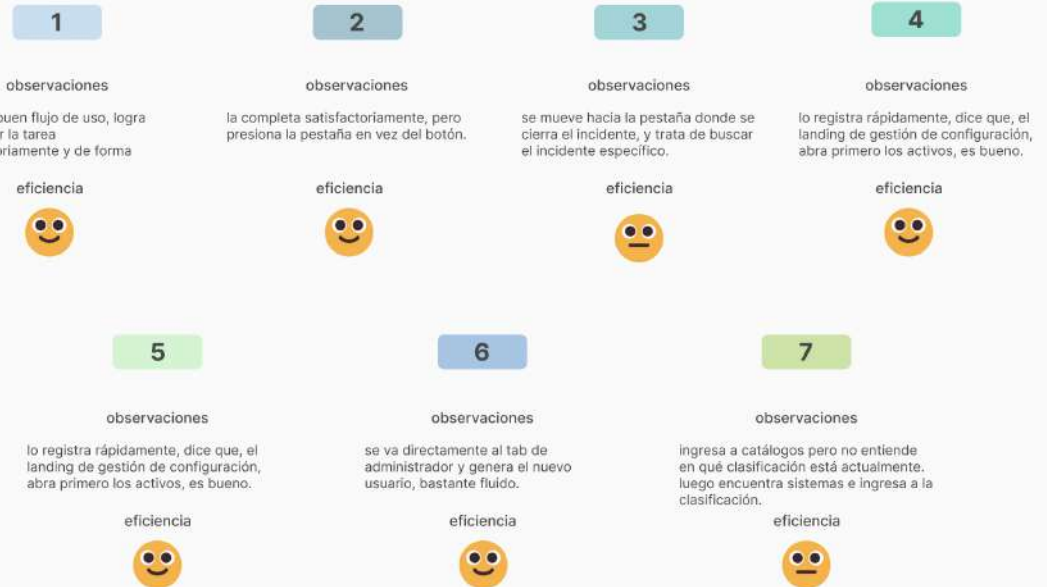 1
observaciones
buen flujo de uso, logra
la tarea
y de forma
eficiencia
2
observaciones
la completa satisfactoriamente, pero
presiona la pestaña en vez del botón.
eficiencia
3
observaciones
se mueve hacia la pestaña donde se
cierra el incidente, y trata de buscar
el incidente específico.
eficiencia
4
observaciones
lo registra rápidamente, dice que, el
landing de gestión de configuración,
abra primero los activos, es bueno.
eficiencia
5
observaciones
lo registra rápidamente, dice que, el
landing de gestión de configuración,
abra primero los activos, es bueno.
eficiencia
6
observaciones
se va directamente al tab de
administrador y genera el nuevo
usuario, bastante fluido.
eficiencia
7
observaciones
ingresa a catálogos pero no entiende
en qué clasificación está actualmente.
luego encuentra sistemas e ingresa a la
clasificación.
eficiencia